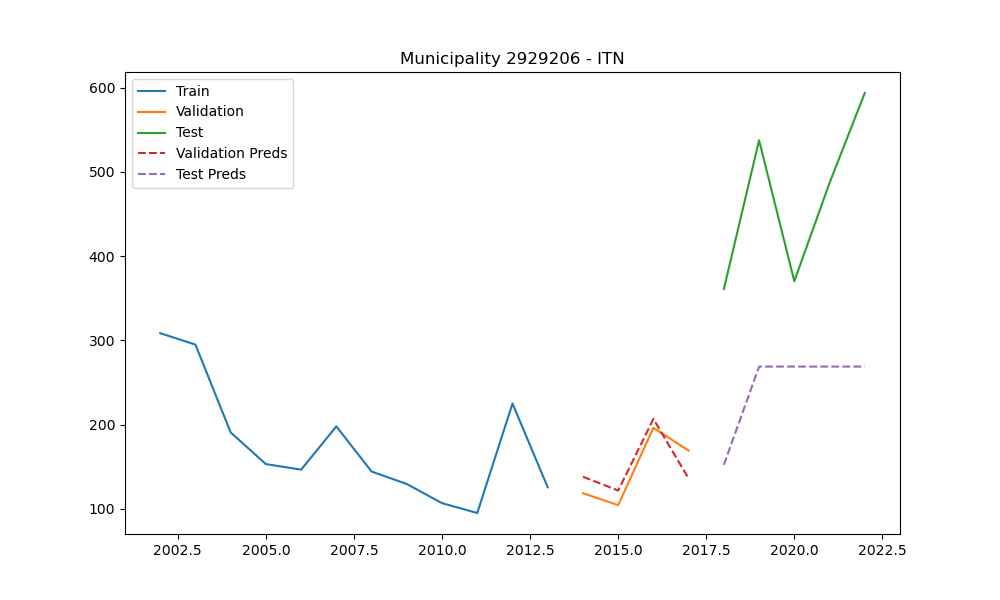 Municipality 2929206 - ITN
Train
Validation
Test
Validation Preds
Test Preds
600
500
400
300
200
100
2002.5 2005.0 2007.5 2010.0 2012.5 2015.0 2017.5 2020.0 2022.5